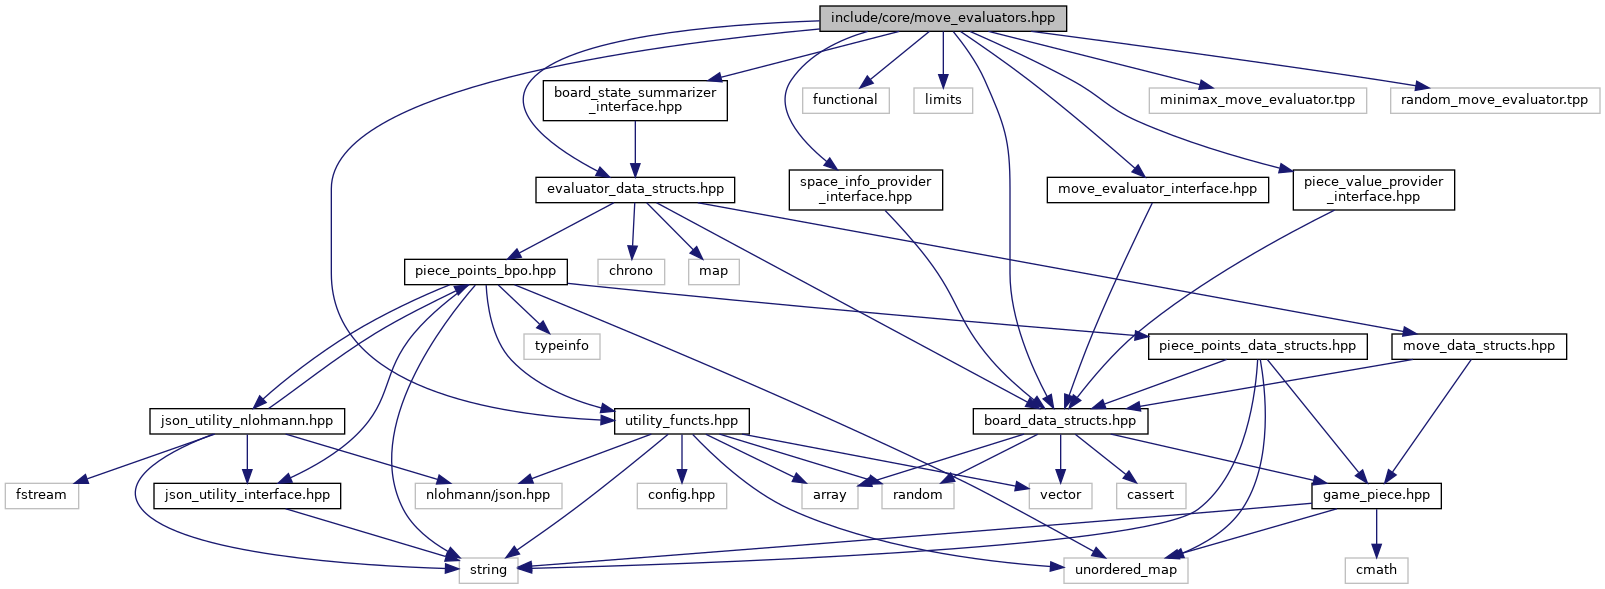 include/core/move_evaluators.hpp
board_state_summarizer
_interface.hpp
functional
limits
minimax_move_evaluator.tpp
random_move_evaluator.tpp
evaluator_data_structs.hpp
space_info_provider
_interface.hpp
move_evaluator_interface.hpp
piece_value_provider
_interface.hpp
piece_points_bpo.hpp
chrono
map
typeinfo
piece_points_data_structs.hpp
move_data_structs.hpp
json_utility_nlohmann.hpp
utility_functs.hpp
board_data_structs.hpp
fstream
json_utility_interface.hpp
nlohmann/json.hpp
config.hpp
array
random
vector
cassert
game_piece.hpp
string
unordered_map
cmath